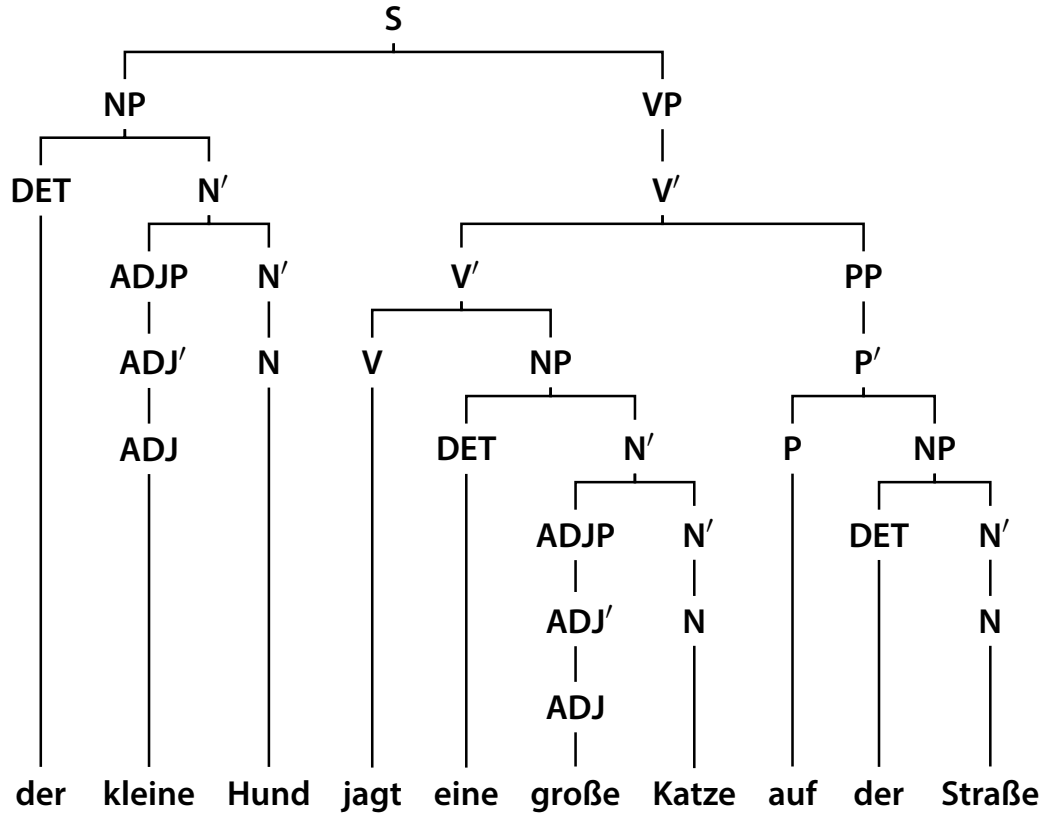 S
NP VP
DET N′ V′
ADJP N′ V′ PP
ADJ′ N V NP P′
ADJ DET N′ P NP
ADJP N′ DET N′
ADJ′ N N
ADJ
der kleine Hund jagt eine große Katze auf der Straße